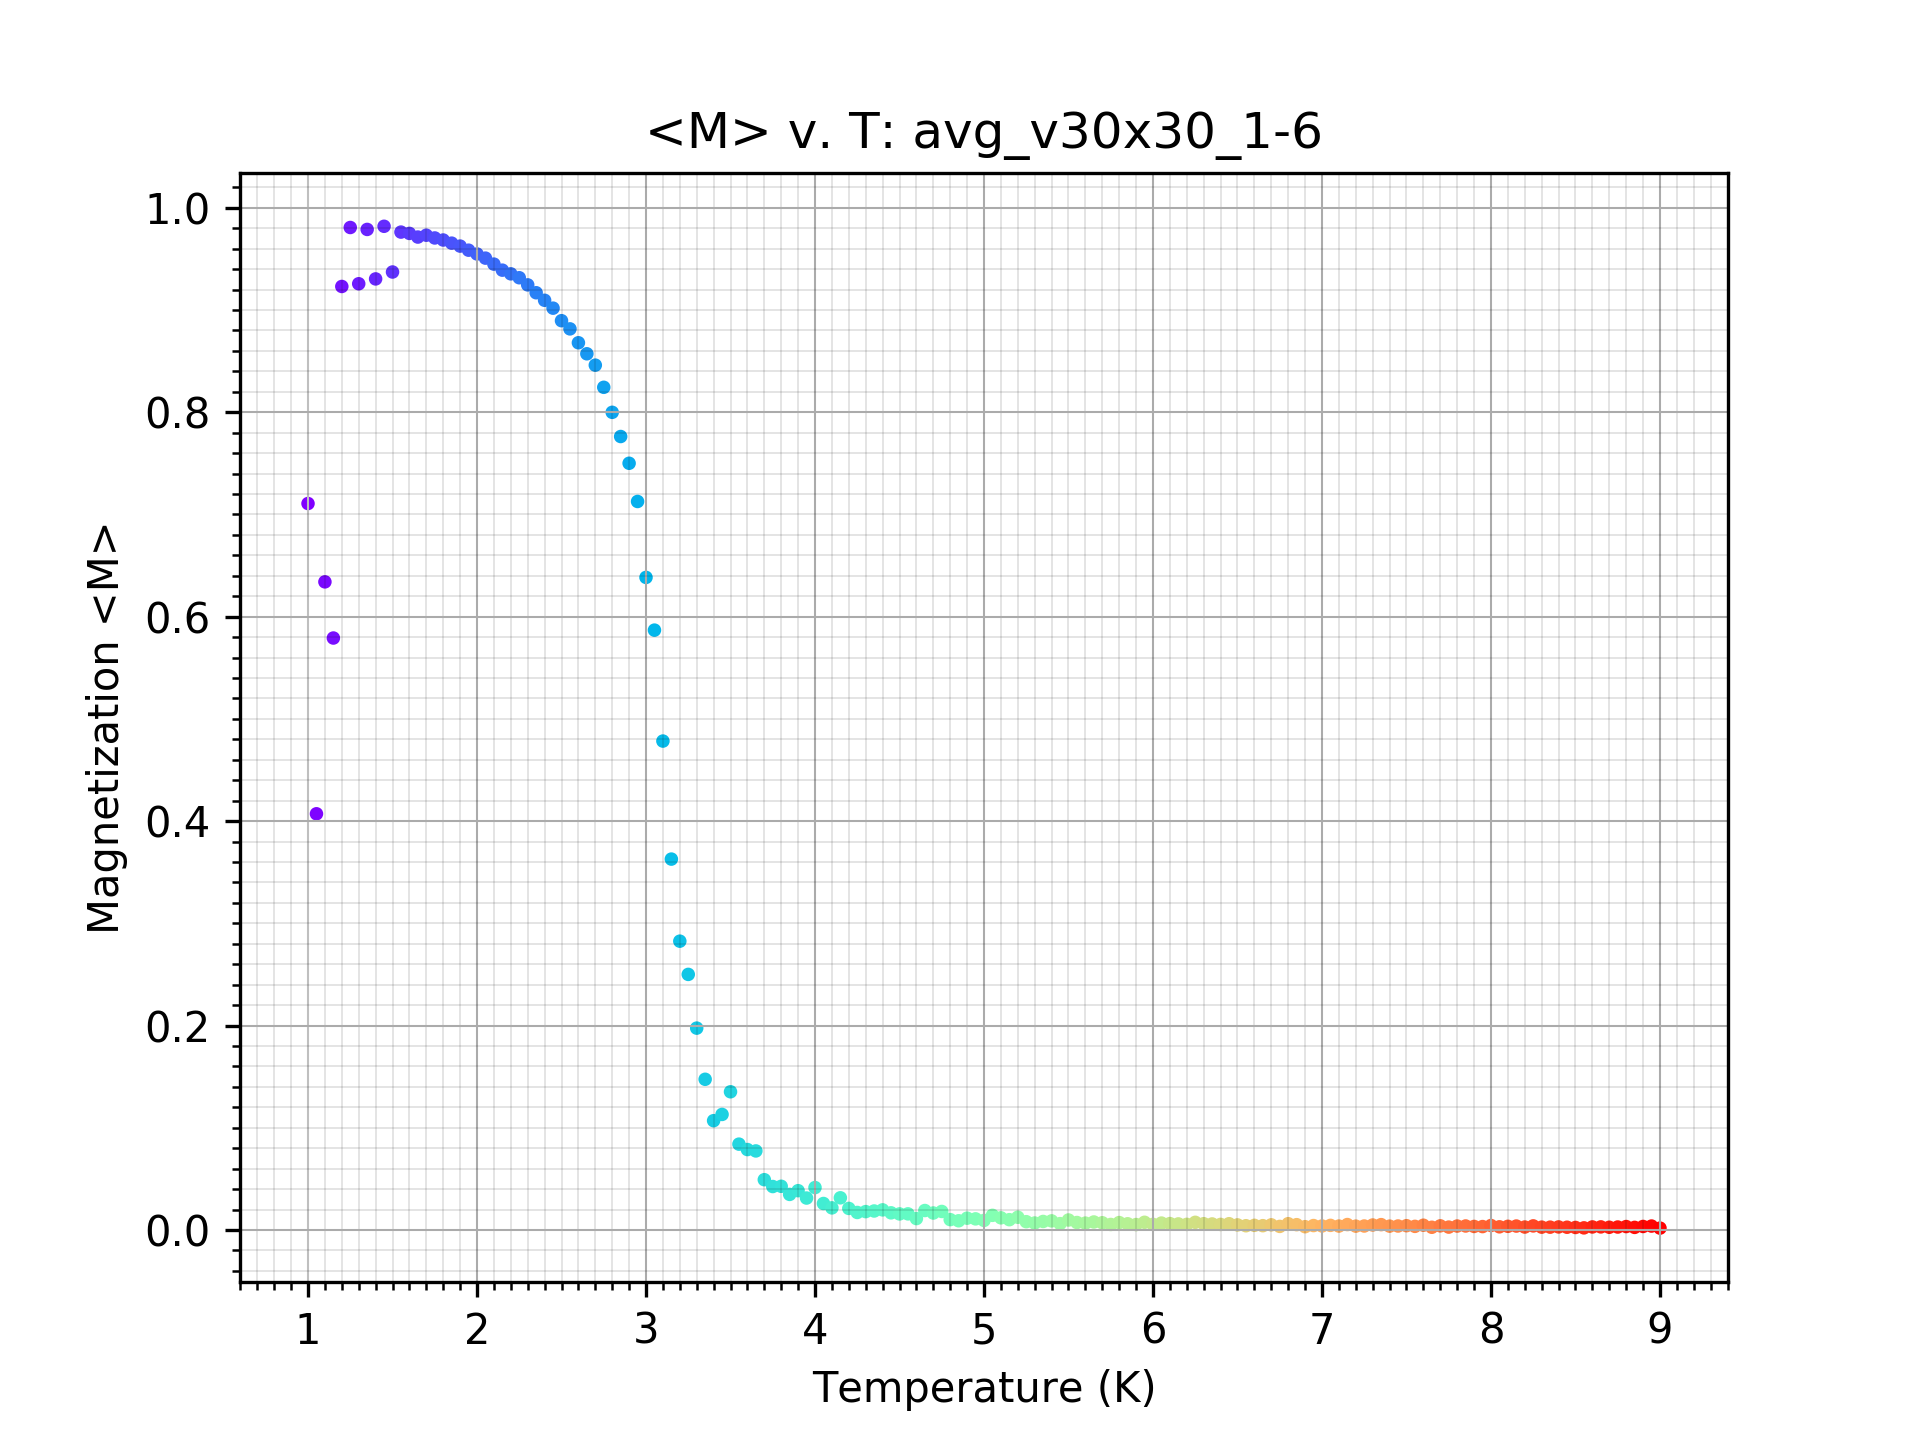 <M> v. T: avg_v30x30_1-6
Magnetization <M>
1.0
0.8
0.6
0.4
0.2
0.0
1 2 3 4 5 6 7 8 9
Temperature (K)